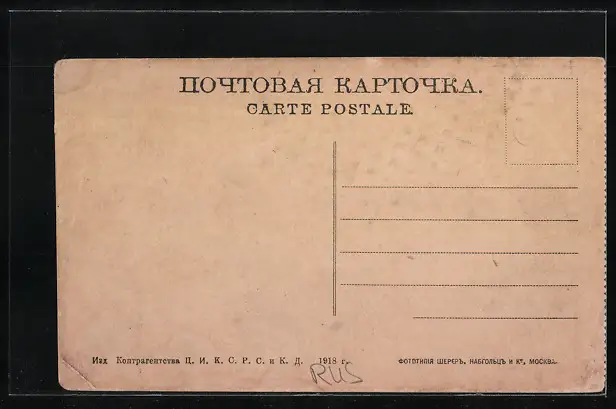 ПОЧТОВАЯ КАРТОЧКА.
CARTE POSTALE.
Изд Контрагентства Ц. И. К. С. Р. С. и К. Д. 1918 г.
ФОТОТИПІЯ ШЕРЕРЪ, НАБГОЛЬЦЪ И Кº, МОСКВА.
RUS